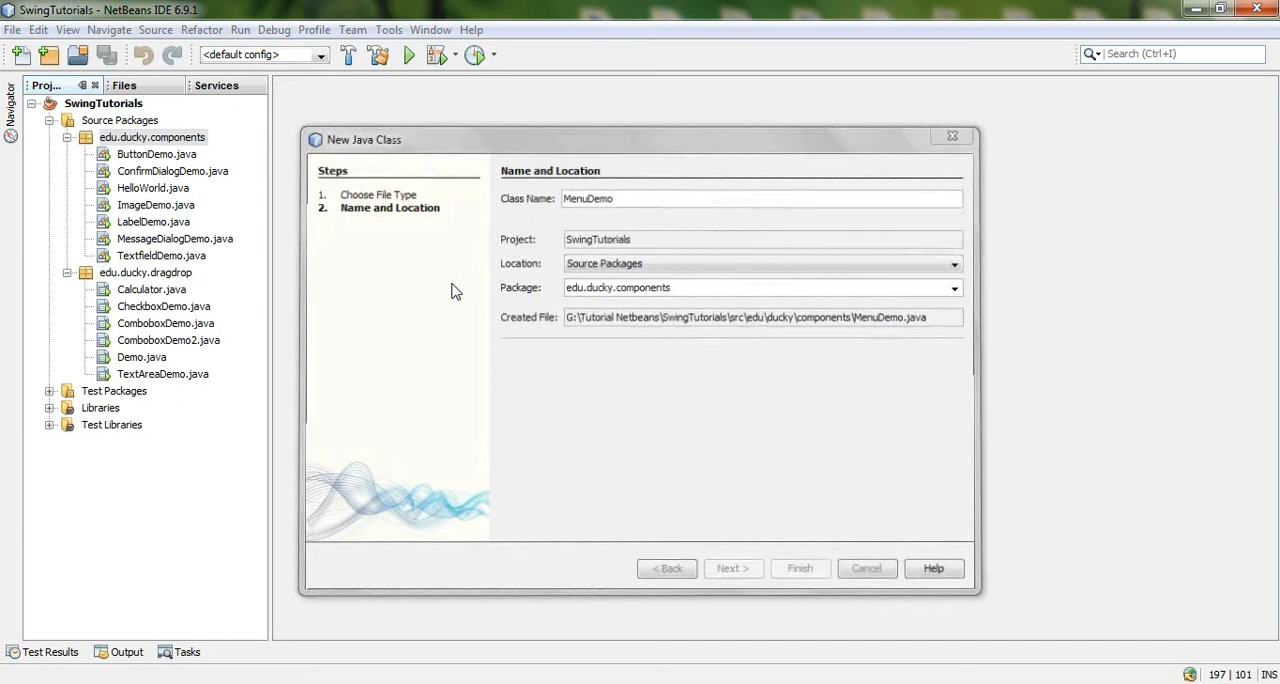 SwingTutorials - NetBeans IDE 6.9.1
File Edit View Navigate Source Refactor Run Debug Profile Team Tools Window Help
<default config>
Search (Ctrl+I)
Proj... Files Services
Navigator
SwingTutorials
Source Packages
edu.ducky.components
ButtonDemo.java
ConfirmDialogDemo.java
HelloWorld.java
ImageDemo.java
LabelDemo.java
MessageDialogDemo.java
TextfieldDemo.java
edu.ducky.dragdrop
Calculator.java
CheckboxDemo.java
ComboboxDemo.java
ComboboxDemo2.java
Demo.java
TextAreaDemo.java
Test Packages
Libraries
Test Libraries
New Java Class
Steps
1. Choose File Type
2. Name and Location
Name and Location
Class Name: MenuDemo
Project: SwingTutorials
Location: Source Packages
Package: edu.ducky.components
Created File: G:\Tutorial Netbeans\SwingTutorials\src\edu\ducky\components\MenuDemo.java
< Back Next > Finish Cancel Help
Test Results Output Tasks
197 | 101 INS